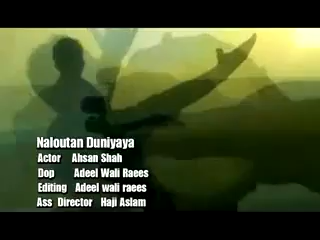 Naloutan Duniyaya
Actor Ahsan Shah
Dop Adeel Wali Raees
Editing Adeel wali raees
Ass Director Haji Aslam